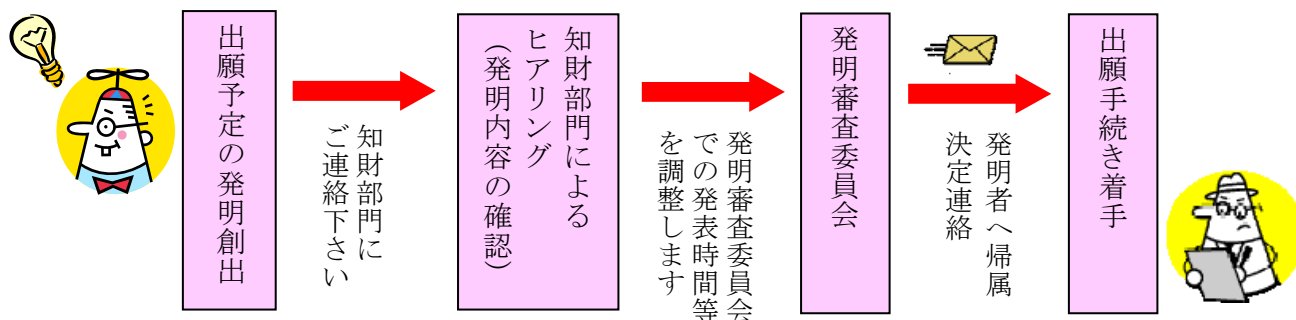 出願予定の発明創出
知財部門に
ご連絡下さい
知財部門による
ヒアリング
（発明内容の確認）
発明審査委員会
での発表時間等
を調整します
発明審査委員会
発明者へ帰属
決定連絡
出願手続き着手